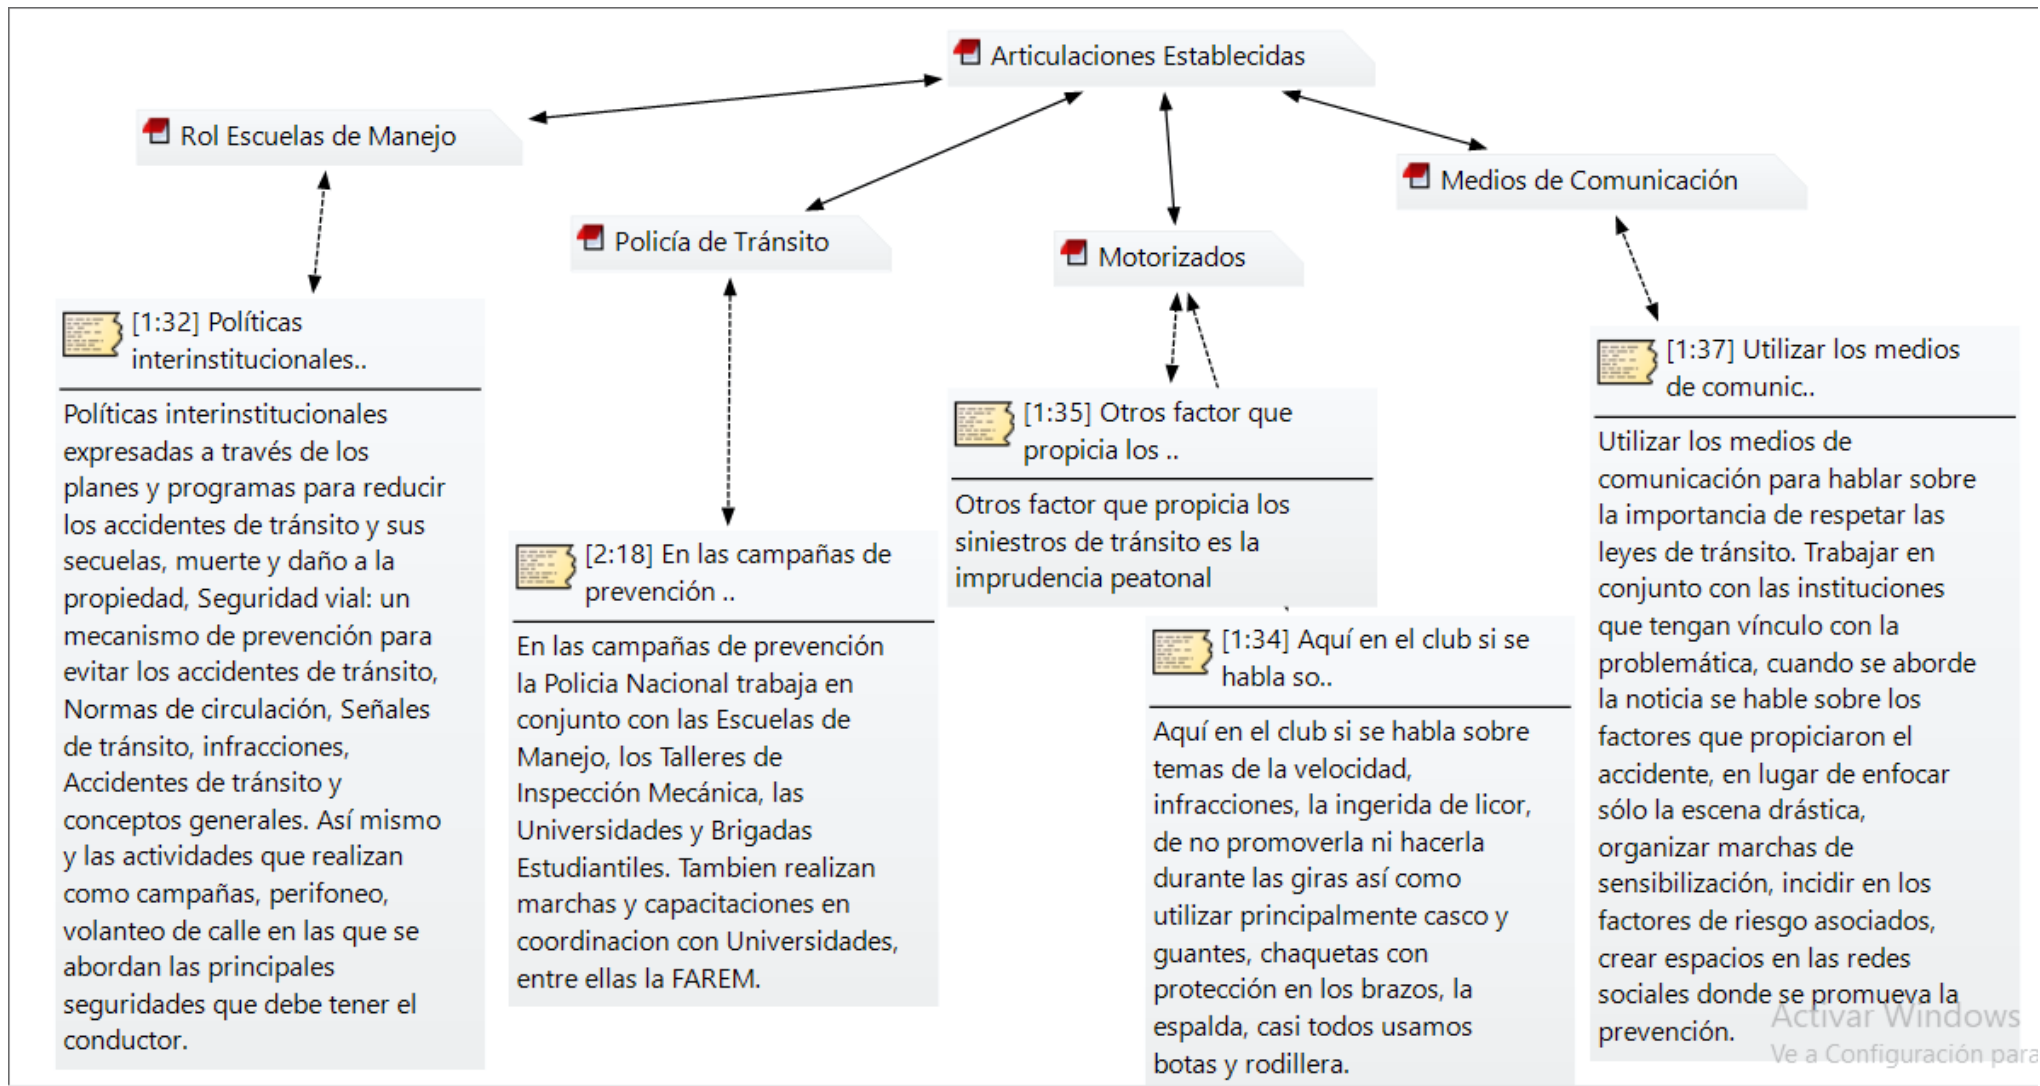 Articulaciones Establecidas
Rol Escuelas de Manejo
Policía de Tránsito
Motorizados
Medios de Comunicación
[1:32] Políticas
interinstitucionales..
Políticas interinstitucionales
expresadas a través de los
planes y programas para reducir
los accidentes de tránsito y sus
secuelas, muerte y daño a la
propiedad, Seguridad vial: un
mecanismo de prevención para
evitar los accidentes de tránsito,
Normas de circulación, Señales
de tránsito, infracciones,
Accidentes de tránsito y
conceptos generales. Así mismo
y las actividades que realizan
como campañas, perifoneo,
volanteo de calle en las que se
abordan las principales
seguridades que debe tener el
conductor.
[2:18] En las campañas de
prevención ..
En las campañas de prevención
la Policia Nacional trabaja en
conjunto con las Escuelas de
Manejo, los Talleres de
Inspección Mecánica, las
Universidades y Brigadas
Estudiantiles. Tambien realizan
marchas y capacitaciones en
coordinacion con Universidades,
entre ellas la FAREM.
[1:35] Otros factor que
propicia los ..
Otros factor que propicia los
siniestros de tránsito es la
imprudencia peatonal
[1:34] Aquí en el club si se
habla so..
Aquí en el club si se habla sobre
temas de la velocidad,
infracciones, la ingerida de licor,
de no promoverla ni hacerla
durante las giras así como
utilizar principalmente casco y
guantes, chaquetas con
protección en los brazos, la
espalda, casi todos usamos
botas y rodillera.
[1:37] Utilizar los medios
de comunic..
Utilizar los medios de
comunicación para hablar sobre
la importancia de respetar las
leyes de tránsito. Trabajar en
conjunto con las instituciones
que tengan vínculo con la
problemática, cuando se aborde
la noticia se hable sobre los
factores que propiciaron el
accidente, en lugar de enfocar
sólo la escena drástica,
organizar marchas de
sensibilización, incidir en los
factores de riesgo asociados,
crear espacios en las redes
sociales donde se promueva la
prevención.
Activar Windows
Ve a Configuración para